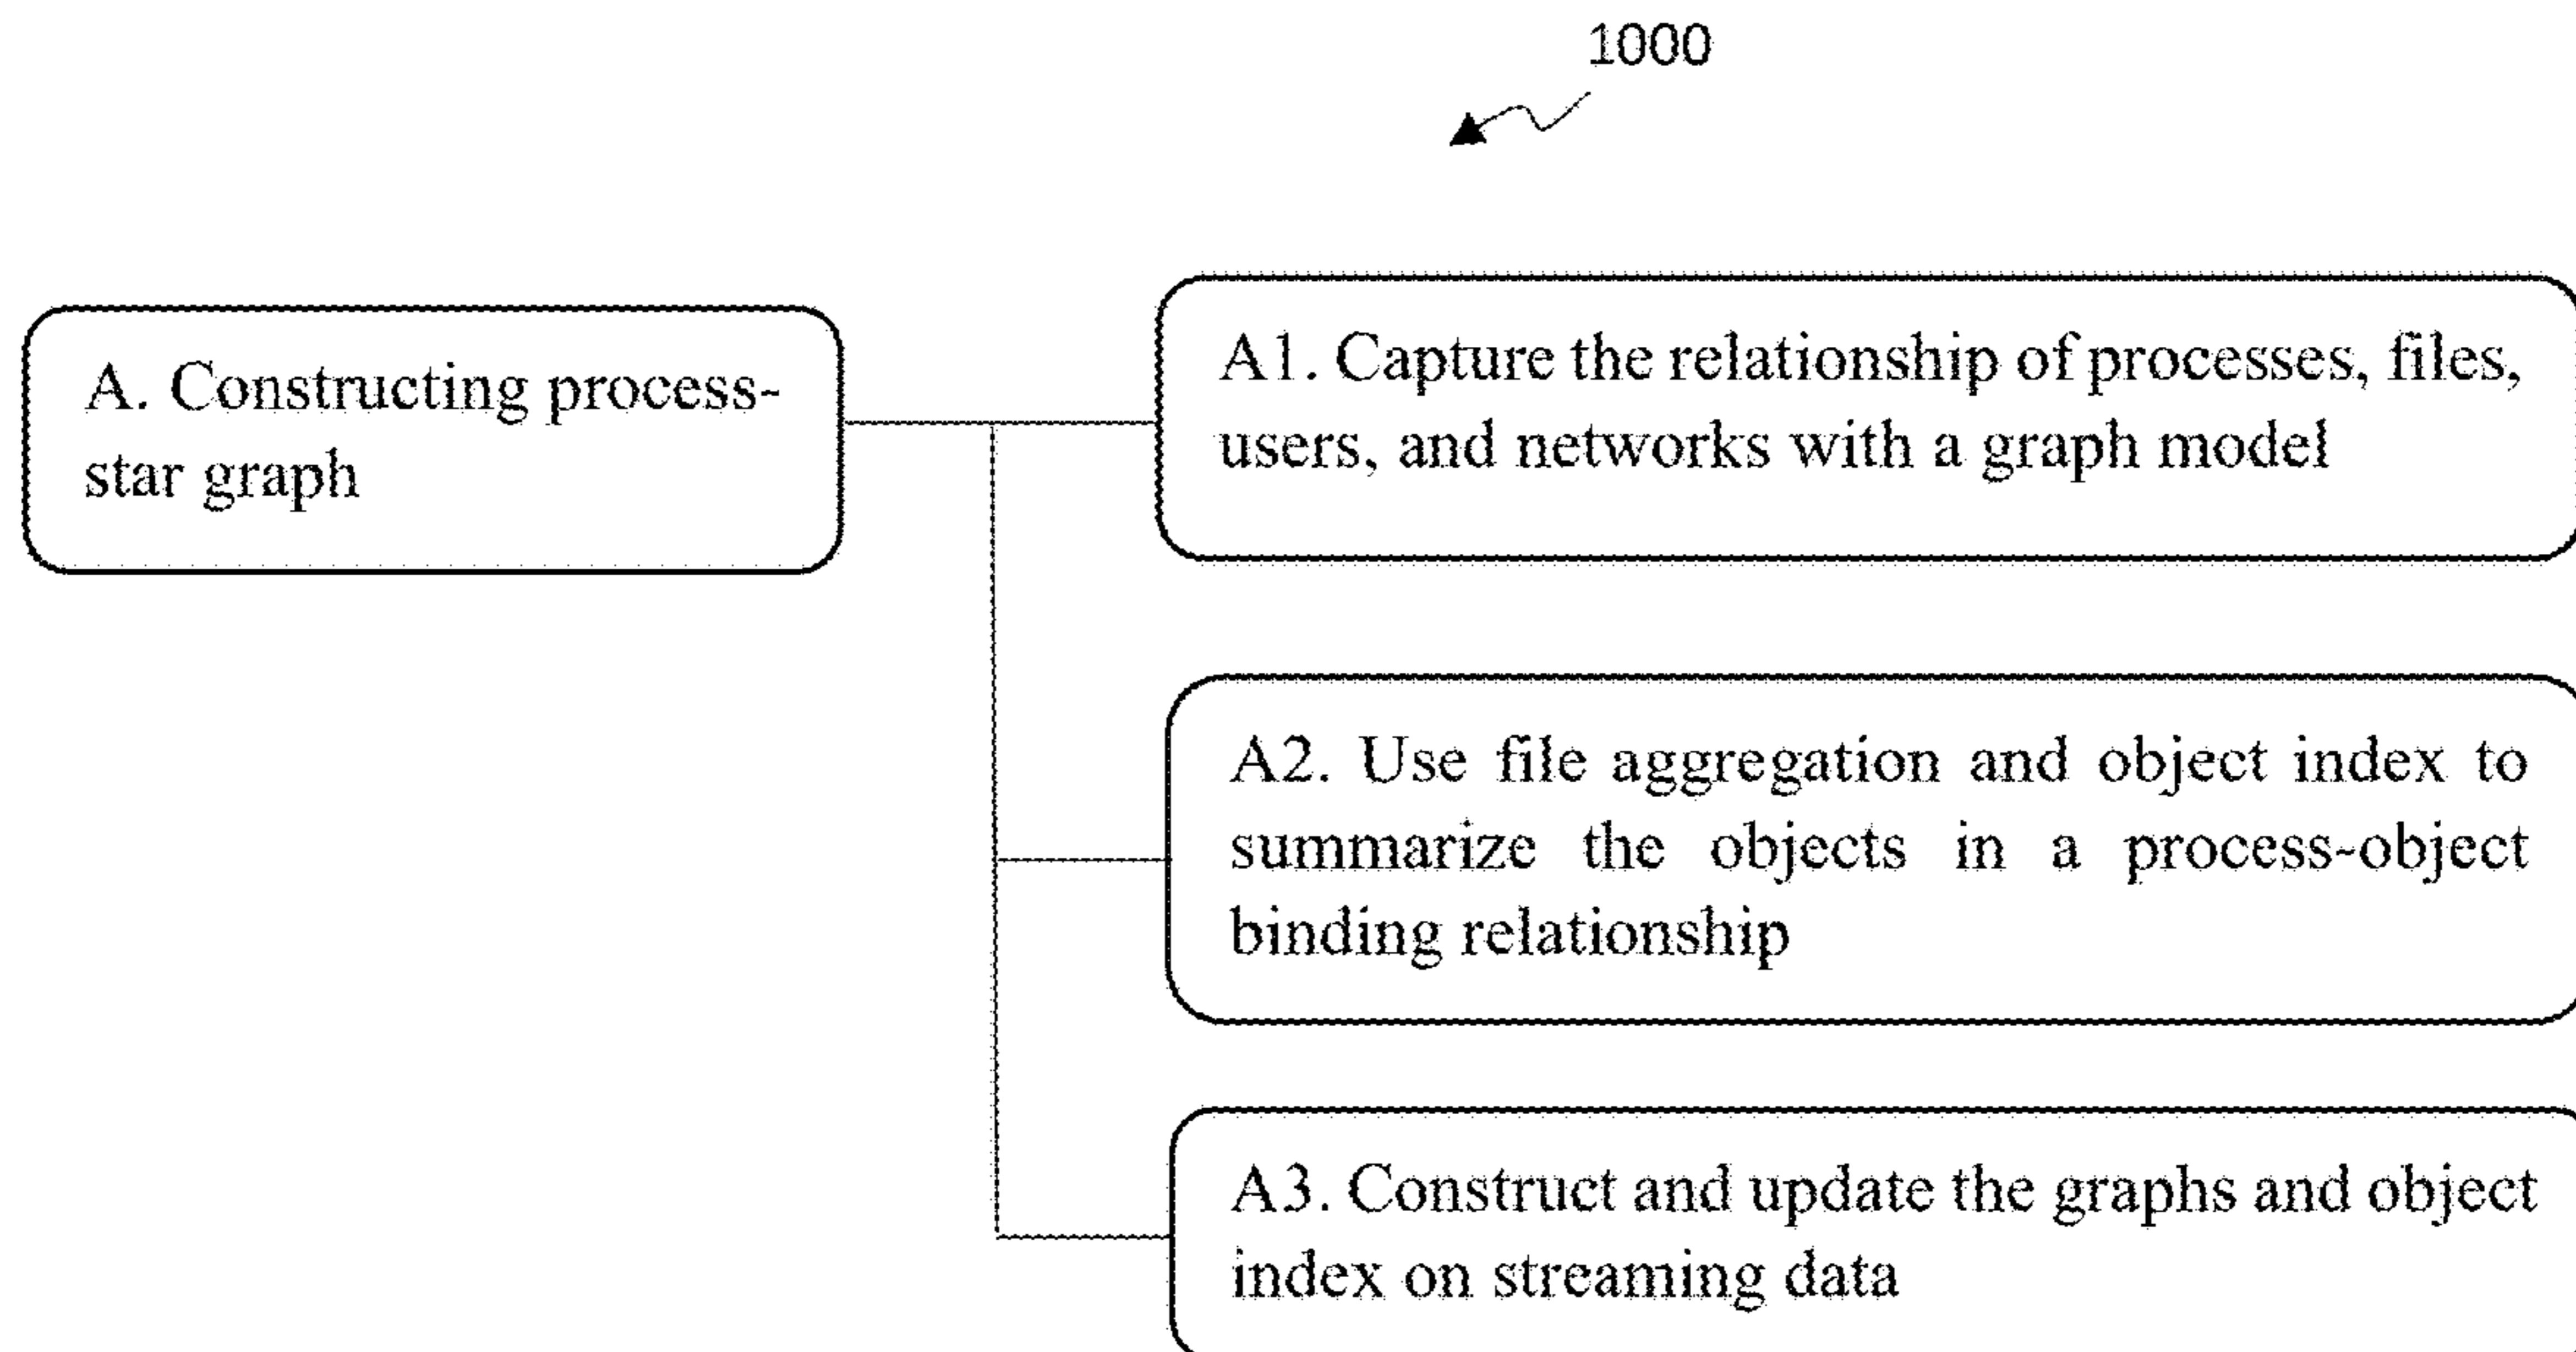 1000
A. Constructing process-
star graph
A1. Capture the relationship of processes, files,
users, and networks with a graph model
A2. Use file aggregation and object index to
summarize the objects in a process-object
binding relationship
A3. Construct and update the graphs and object
index on streaming data